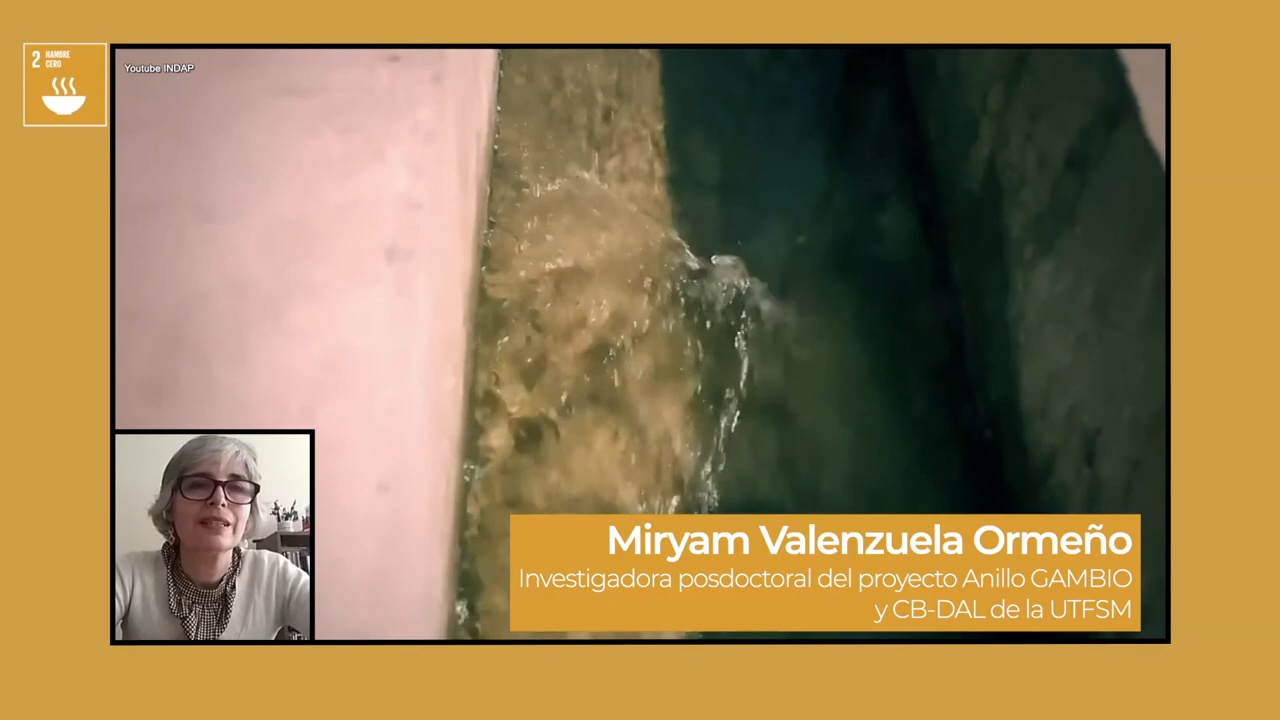 2 HAMBRE
CERO
Youtube INDAP
Miryam Valenzuela Ormeño
Investigadora posdoctoral del proyecto Anillo GAMBIO
y CB-DAL de la UTFSM